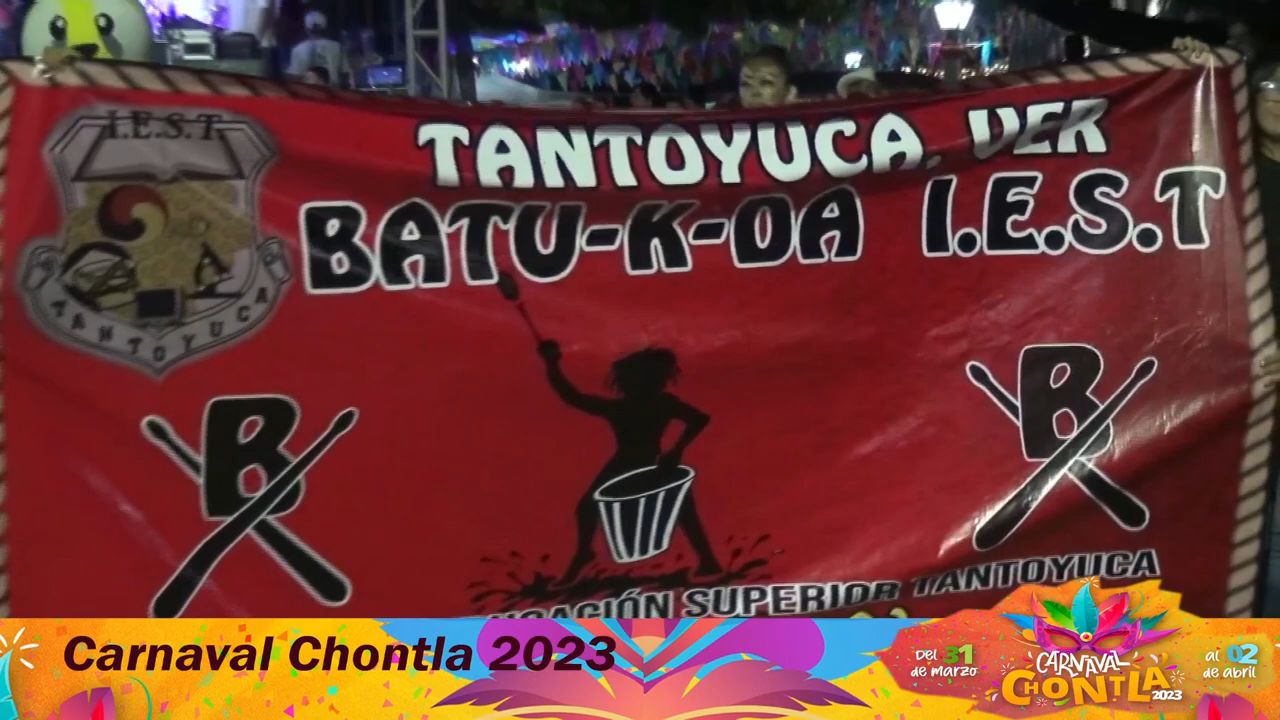 I.E.S.T
TANTOYUCA
TANTOYUCA. VER
BATU-K-DA I.E.S.T
B
B
SUPERIOR TANTOYUCA
Carnaval Chontla 2023
Del 31
de marzo
CARNAVAL
CHONTLA
2023
al 02
de abril